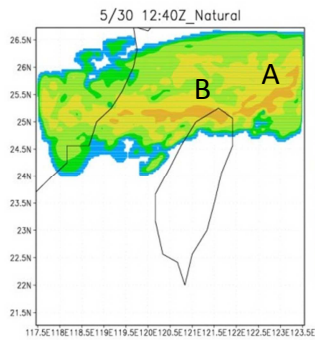 5/30 12:40Z_Natural
26.5N
26N
A
B
25.5N
25N
24.5N
24N
23.5N
23N
22.5N
22N
21.5N
117.5E118E118.5E119E119.5E120E120.5E121E121.5E122E122.5E123E123.5E